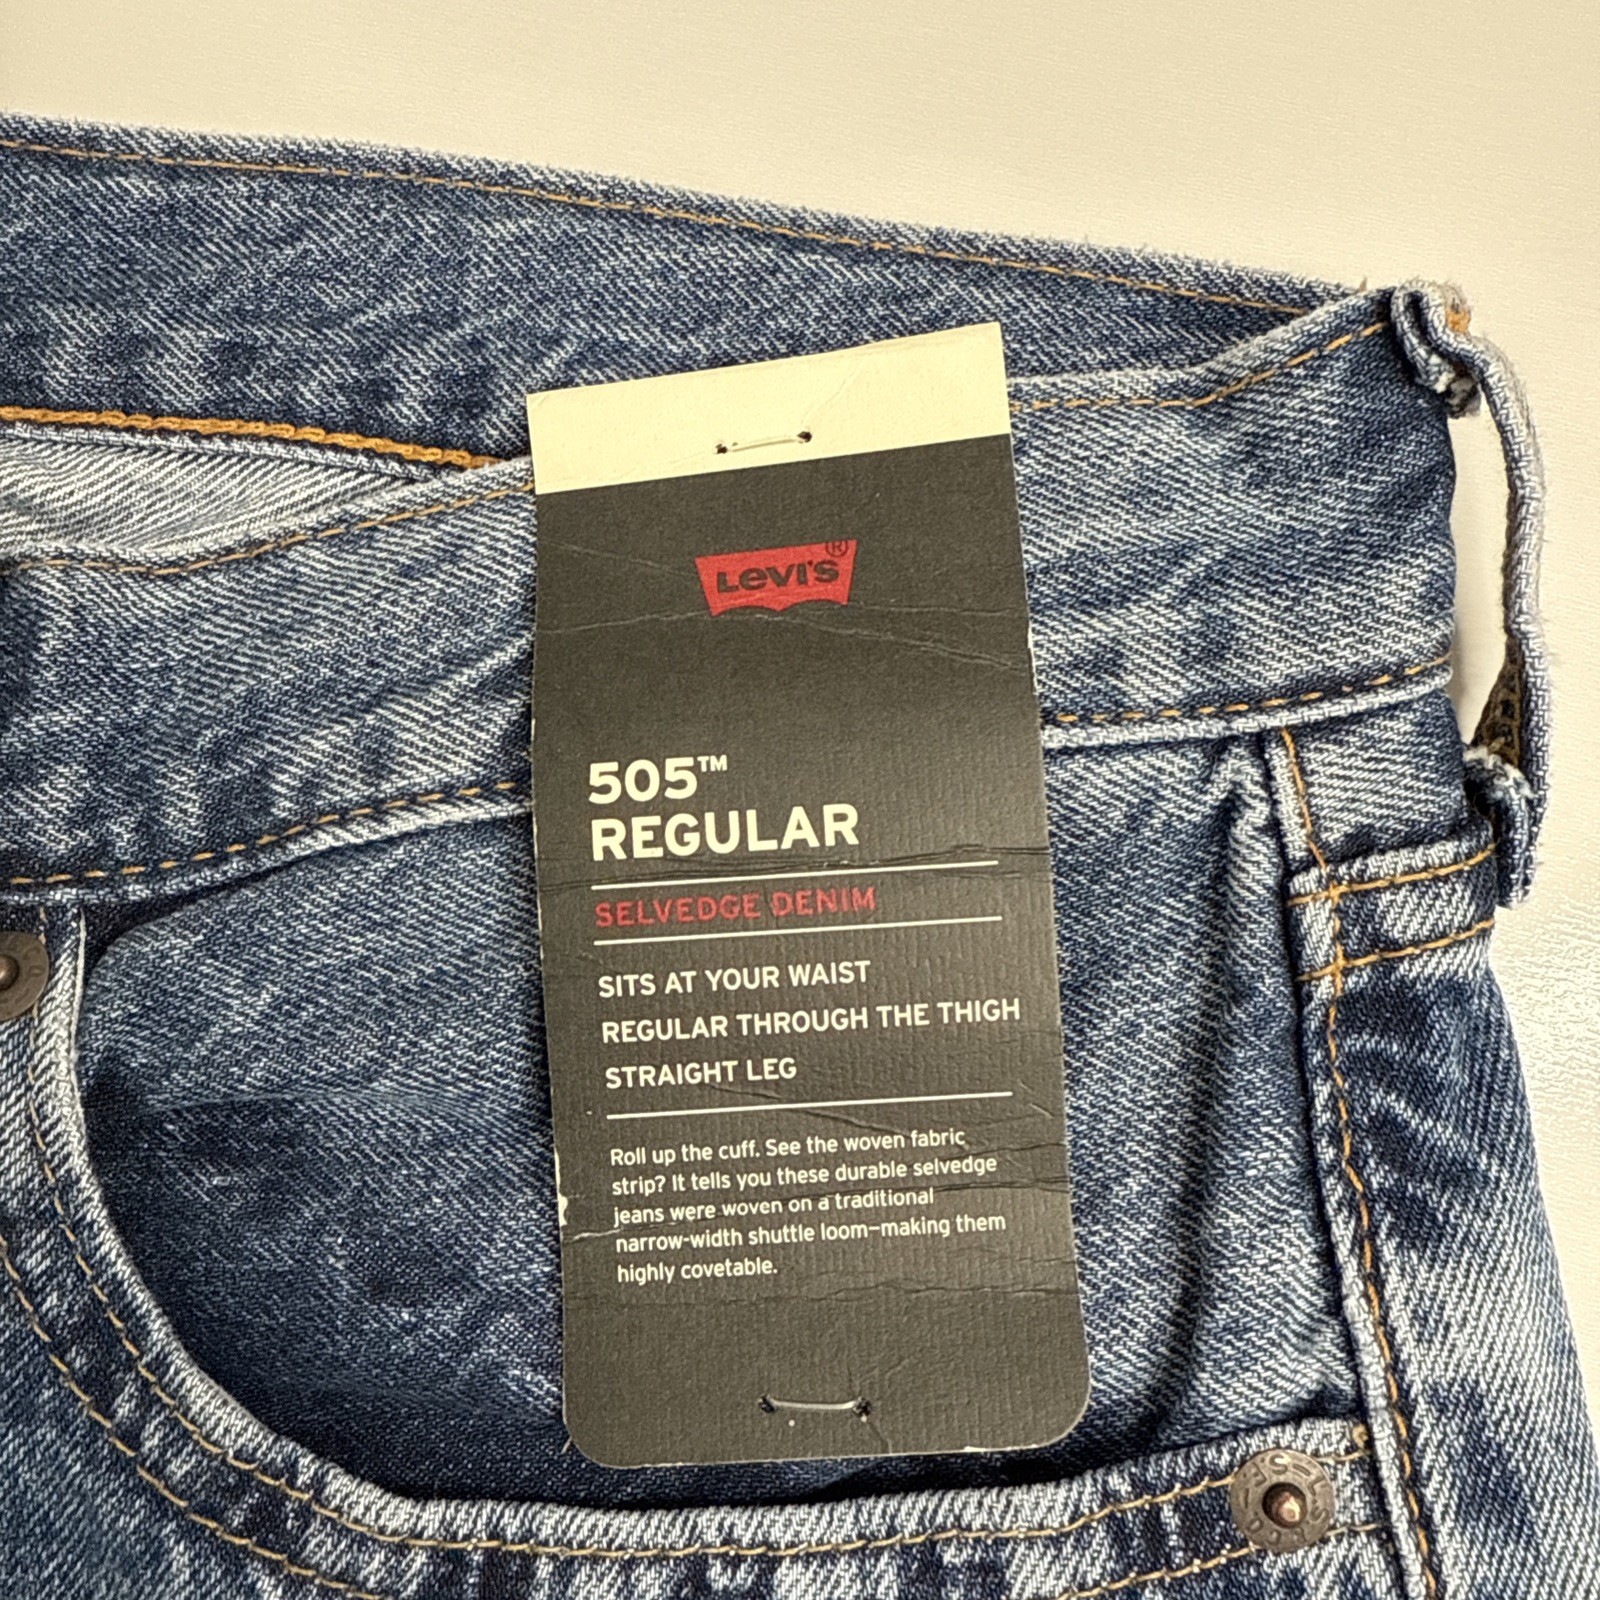 Levi's®
505™
REGULAR
SELVEDGE DENIM
SITS AT YOUR WAIST
REGULAR THROUGH THE THIGH
STRAIGHT LEG
Roll up the cuff. See the woven fabric
strip? It tells you these durable selvedge
jeans were woven on a traditional
narrow-width shuttle loom—making them
highly covetable.